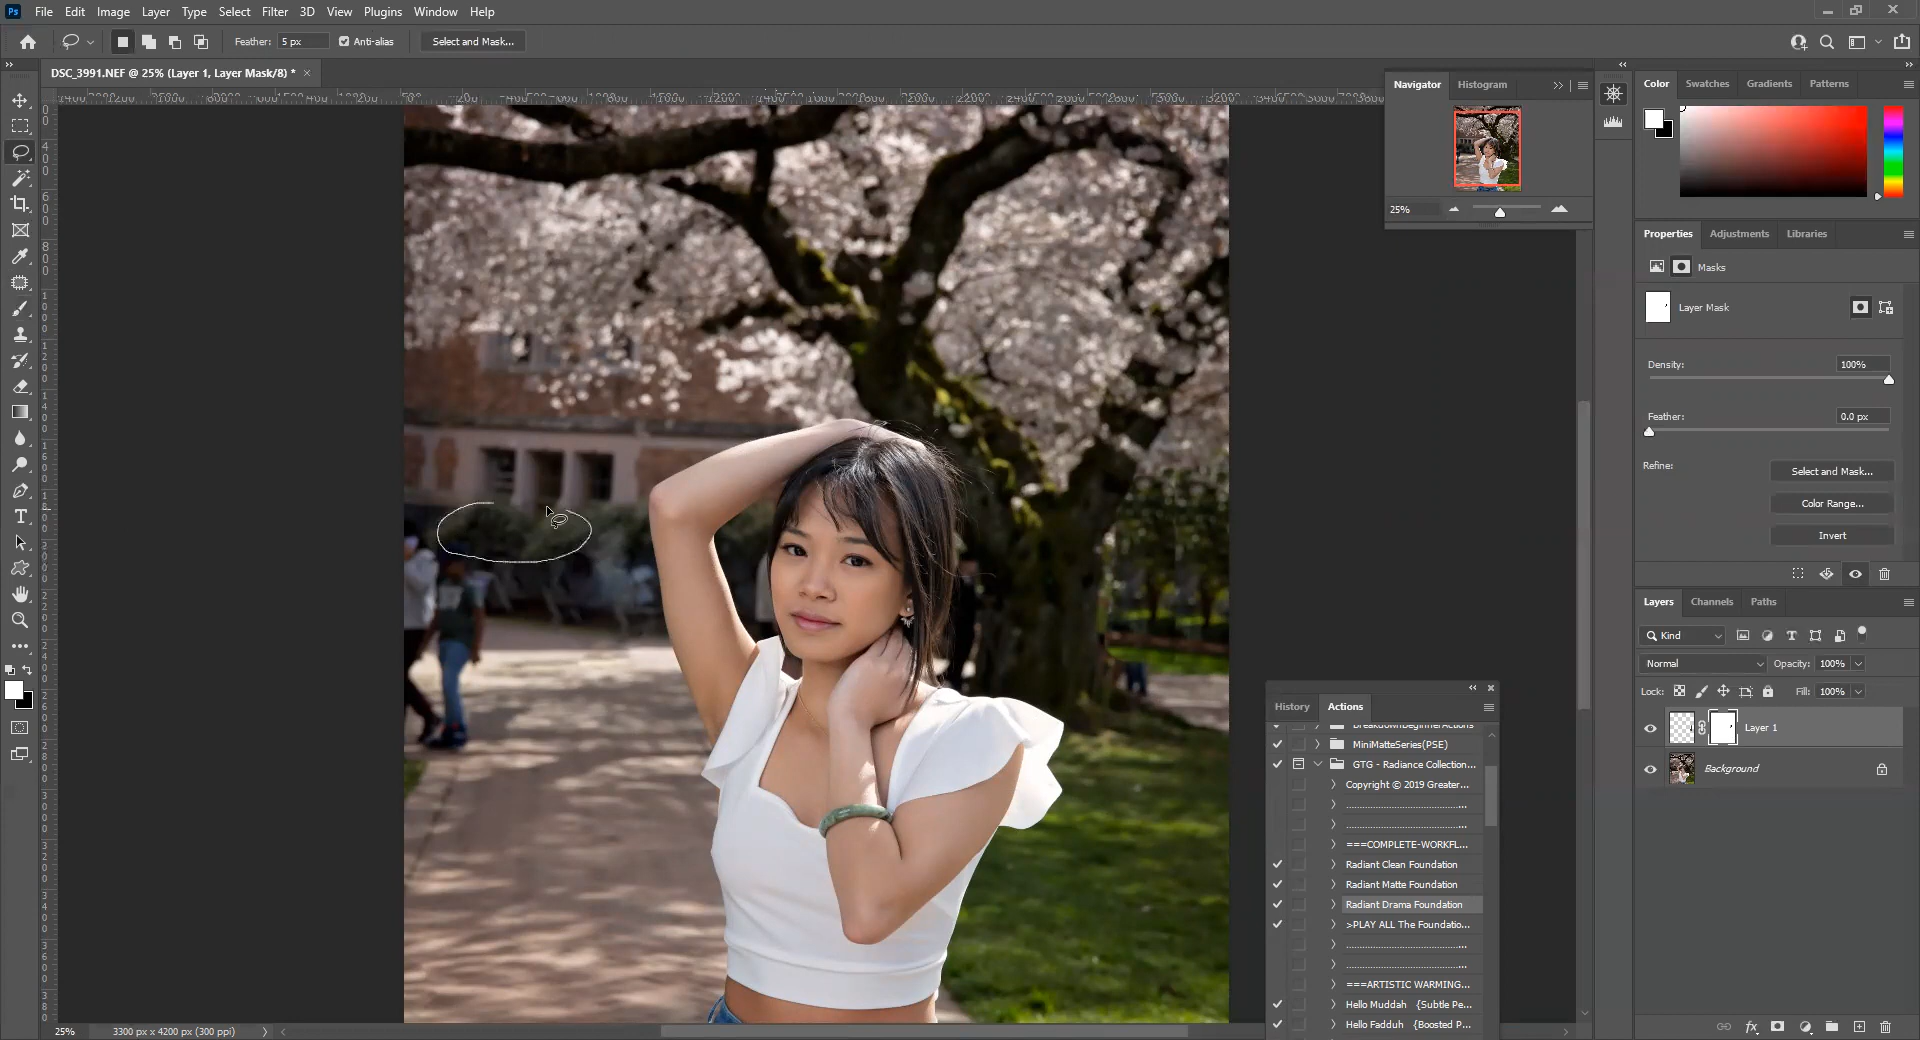 Ps File Edit Image Layer Type Select Filter 3D View Plugins Window Help
Feather: 5 px Anti-alias Select and Mask...
DSC_3991.NEF @ 25% (Layer 1, Layer Mask/8) *
Navigator Histogram
25%
Color Swatches Gradients Patterns
Properties Adjustments Libraries
Masks
Layer Mask
Density: 100%
Feather: 0.0 px
Refine: Select and Mask...
Color Range...
Invert
Layers Channels Paths
Kind
Normal Opacity: 100%
Lock: Fill: 100%
Layer 1
Background
History Actions
BreakdownBeginnerActions
MiniMatteSeries(PSE)
GTG - Radiance Collection...
Copyright © 2019 Greater...
===COMPLETE-WORKFL...
Radiant Clean Foundation
Radiant Matte Foundation
Radiant Drama Foundation
>PLAY ALL The Foundatio...
===ARTISTIC WARMING...
Hello Muddah {Subtle Pe...
Hello Fadduh {Boosted P...
25% 3300 px x 4200 px (300 ppi)